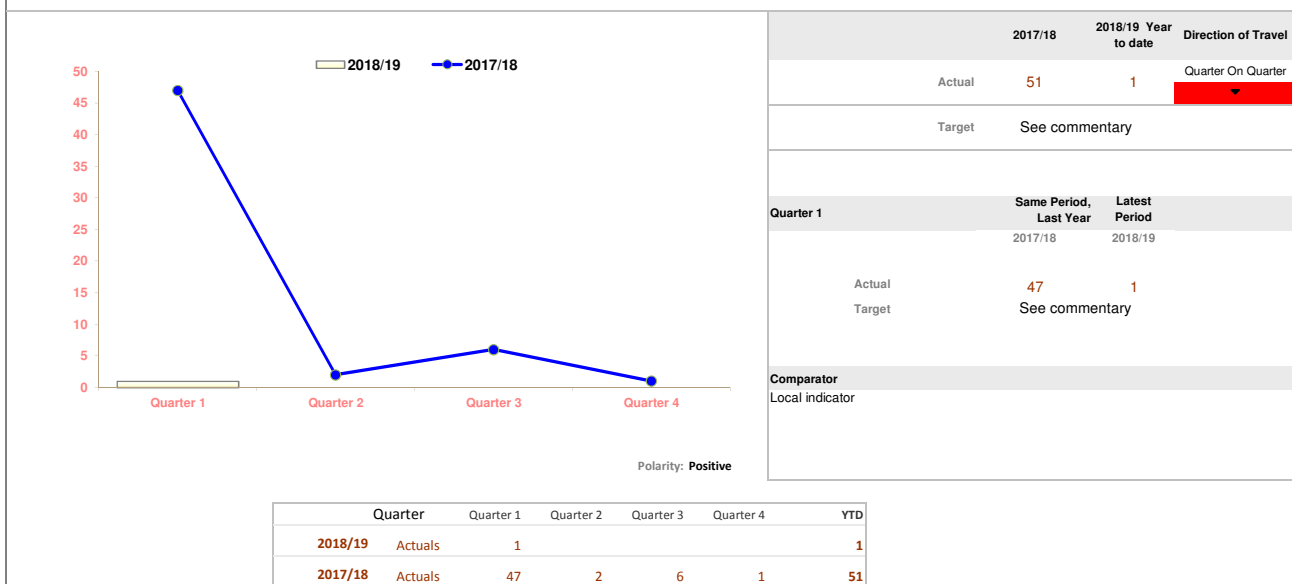 2018/19 2017/18
50
45
40
35
30
25
20
15
10
5
0
Quarter 1 Quarter 2 Quarter 3 Quarter 4
Polarity: Positive
2017/18 2018/19 Year to date Direction of Travel
Actual 51 1 Quarter On Quarter
Target See commentary
Quarter 1 Same Period, Last Year Latest Period
2017/18 2018/19
Actual 47 1
Target See commentary
Comparator
Local indicator
Quarter Quarter 1 Quarter 2 Quarter 3 Quarter 4 YTD
2018/19 Actuals 1 1
2017/18 Actuals 47 2 6 1 51